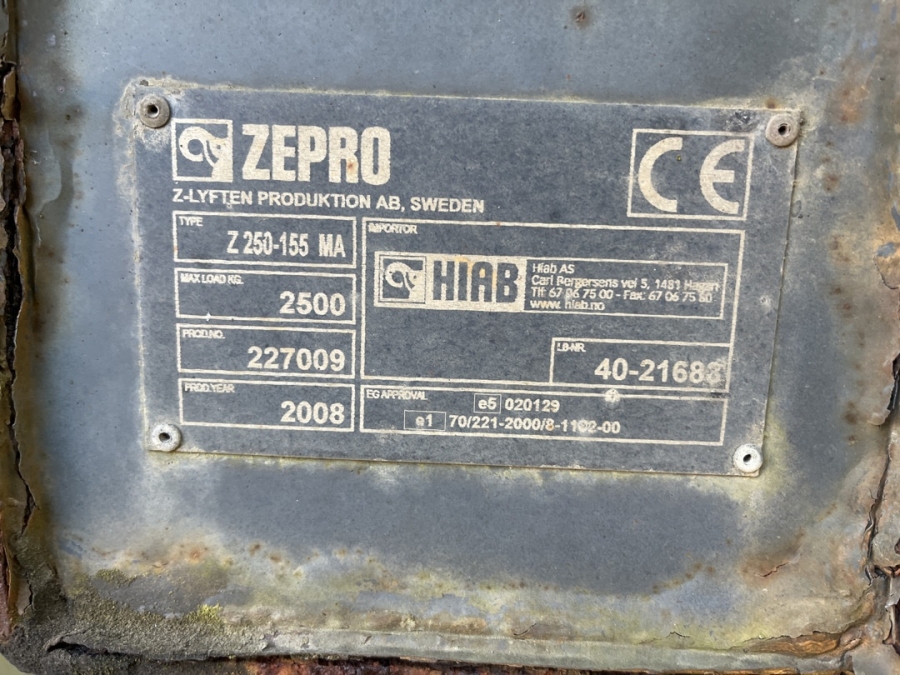 ZEPRO
CE
Z-LYFTEN PRODUKTION AB, SWEDEN
TYPE
Z 250-155 MA
MAX LOAD KG.
2500
PROD.NO.
227009
PROD.YEAR
2008
IMPORTOR
HIAB
Hiab AS
Carl Bergersens vei 5, 1481 Hagan
Tlf: 67 06 75 00 - Fax: 67 06 75 80
www. hiab.no
LB-NR.
40-21683
EG APPROVAL
e5 020129
e1 70/221-2000/8-1102-00